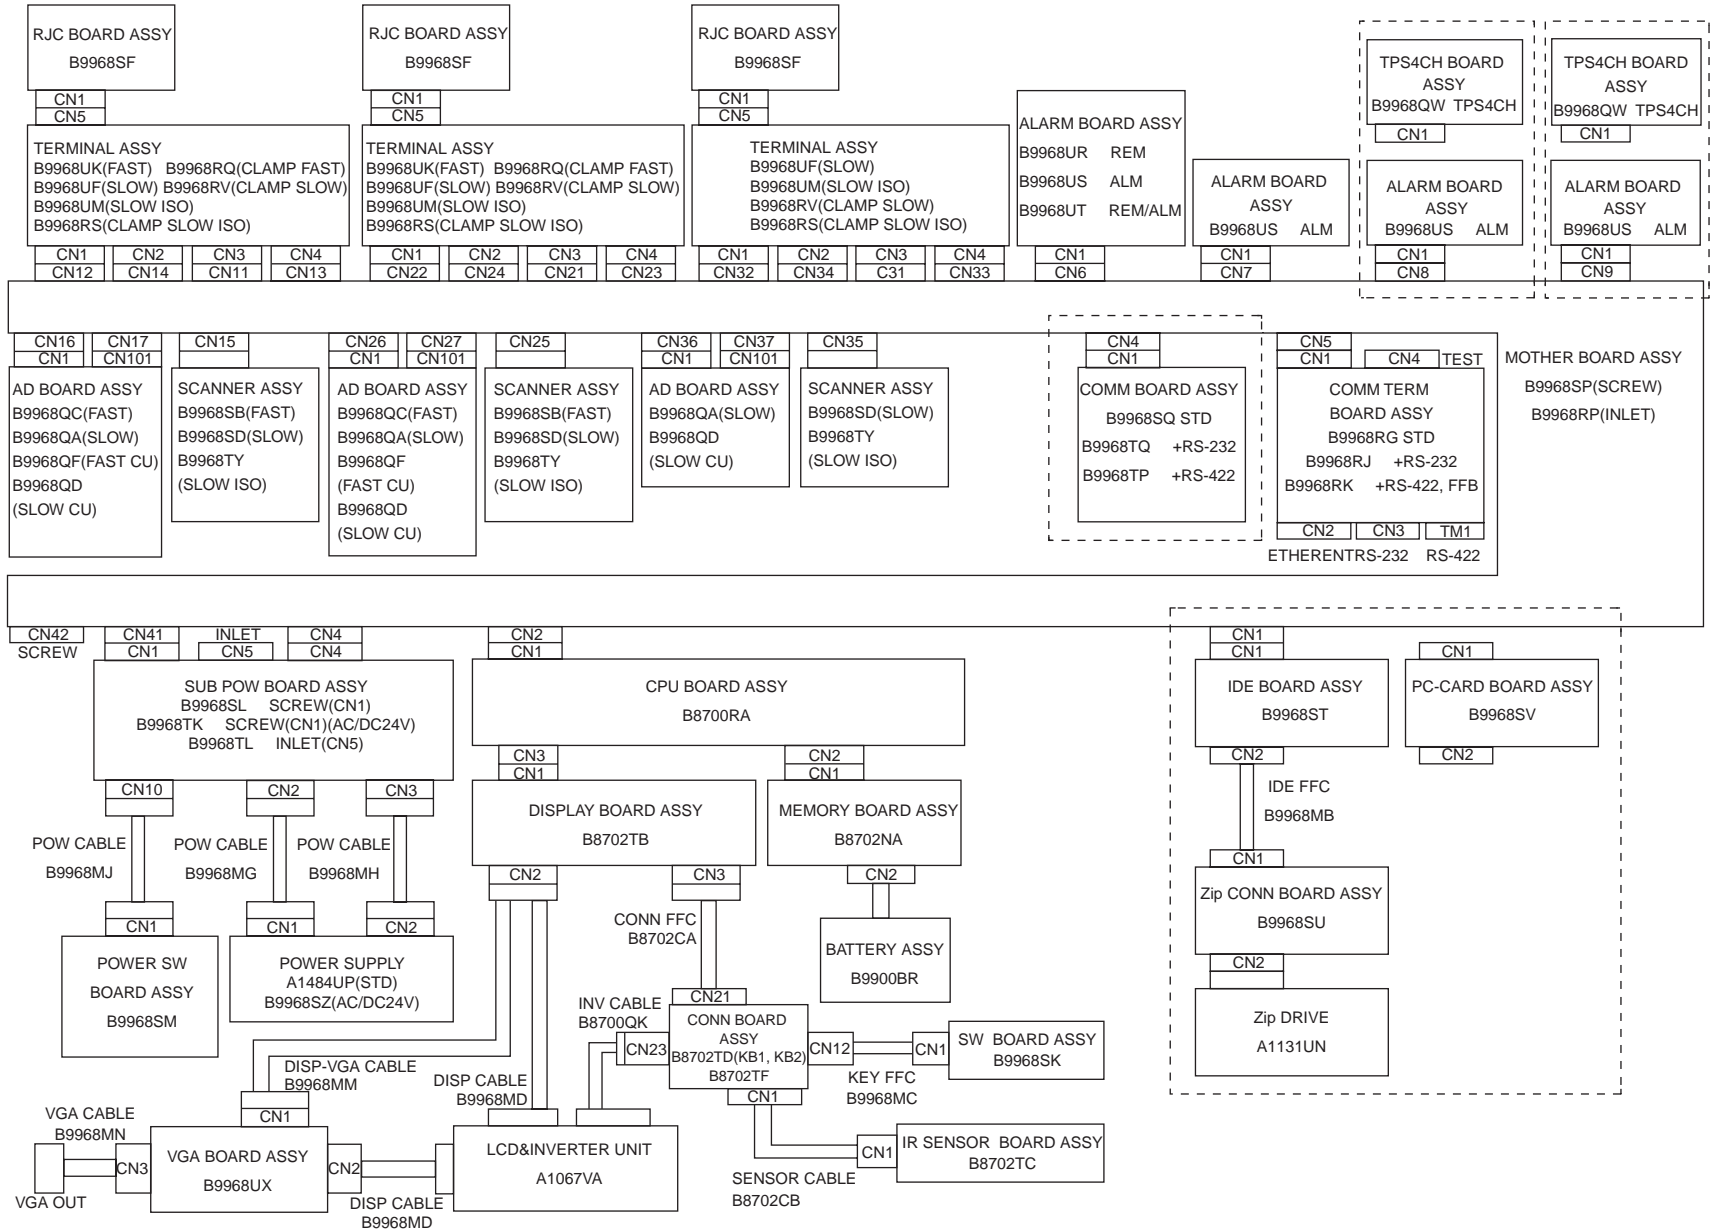 RJC BOARD ASSY
B9968SF
CN1
CN5
TERMINAL ASSY
B9968UK(FAST) B9968RQ(CLAMP FAST)
B9968UF(SLOW) B9968RV(CLAMP SLOW)
B9968UM(SLOW ISO)
B9968RS(CLAMP SLOW ISO)
CN1 CN2 CN3 CN4
CN12 CN14 CN11 CN13
RJC BOARD ASSY
B9968SF
CN1
CN5
TERMINAL ASSY
B9968UK(FAST) B9968RQ(CLAMP FAST)
B9968UF(SLOW) B9968RV(CLAMP SLOW)
B9968UM(SLOW ISO)
B9968RS(CLAMP SLOW ISO)
CN1 CN2 CN3 CN4
CN22 CN24 CN21 CN23
RJC BOARD ASSY
B9968SF
CN1
CN5
TERMINAL ASSY
B9968UF(SLOW)
B9968UM(SLOW ISO)
B9968RV(CLAMP SLOW)
B9968RS(CLAMP SLOW ISO)
CN1 CN2 CN3 CN4
CN32 CN34 C31 CN33
ALARM BOARD ASSY
B9968UR REM
B9968US ALM
B9968UT REM/ALM
CN1
CN6
ALARM BOARD
ASSY
B9968US ALM
CN1
CN7
TPS4CH BOARD
ASSY
B9968QW TPS4CH
CN1
ALARM BOARD
ASSY
B9968US ALM
CN1
CN8
TPS4CH BOARD
ASSY
B9968QW TPS4CH
CN1
ALARM BOARD
ASSY
B9968US ALM
CN1
CN9
CN16 CN17
CN1 CN101
AD BOARD ASSY
B9968QC(FAST)
B9968QA(SLOW)
B9968QF(FAST CU)
B9968QD
(SLOW CU)
CN15
SCANNER ASSY
B9968SB(FAST)
B9968SD(SLOW)
B9968TY
(SLOW ISO)
CN26 CN27
CN1 CN101
AD BOARD ASSY
B9968QC(FAST)
B9968QA(SLOW)
B9968QF
(FAST CU)
B9968QD
(SLOW CU)
CN25
SCANNER ASSY
B9968SB(FAST)
B9968SD(SLOW)
B9968TY
(SLOW ISO)
CN36 CN37
CN1 CN101
AD BOARD ASSY
B9968QA(SLOW)
B9968QD
(SLOW CU)
CN35
SCANNER ASSY
B9968SD(SLOW)
B9968TY
(SLOW ISO)
CN4
CN1
COMM BOARD ASSY
B9968SQ STD
B9968TQ +RS-232
B9968TP +RS-422
CN5
CN1 CN4 TEST
COMM TERM
BOARD ASSY
B9968RG STD
B9968RJ +RS-232
B9968RK +RS-422, FFB
CN2 CN3 TM1
ETHERENT RS-232 RS-422
MOTHER BOARD ASSY
B9968SP(SCREW)
B9968RP(INLET)
CN42
SCREW
CN41 INLET CN4
CN1 CN5 CN4
SUB POW BOARD ASSY
B9968SL SCREW(CN1)
B9968TK SCREW(CN1)(AC/DC24V)
B9968TL INLET(CN5)
CN10 CN2 CN3
POW CABLE
B9968MJ
POW CABLE
B9968MG
POW CABLE
B9968MH
CN1
POWER SW
BOARD ASSY
B9968SM
CN1 CN2
POWER SUPPLY
A1484UP(STD)
B9968SZ(AC/DC24V)
CN2
CN1
CPU BOARD ASSY
B8700RA
CN3
CN1
DISPLAY BOARD ASSY
B8702TB
CN2
CN1
MEMORY BOARD ASSY
B8702NA
CN2 CN3
CN2
BATTERY ASSY
B9900BR
CONN FFC
B8702CA
CN21
CONN BOARD
ASSY
B8702TD(KB1, KB2)
B8702TF
INV CABLE
B8700QK
CN23
CN12
KEY FFC
B9968MC
CN1
SW BOARD ASSY
B9968SK
CN1
SENSOR CABLE
B8702CB
CN1
IR SENSOR BOARD ASSY
B8702TC
DISP-VGA CABLE
B9968MM
DISP CABLE
B9968MD
CN1
VGA CABLE
B9968MN
VGA OUT
CN3
VGA BOARD ASSY
B9968UX
CN2
DISP CABLE
B9968MD
LCD&INVERTER UNIT
A1067VA
CN1
CN1
IDE BOARD ASSY
B9968ST
CN2
IDE FFC
B9968MB
CN1
Zip CONN BOARD ASSY
B9968SU
CN2
Zip DRIVE
A1131UN
CN1
PC-CARD BOARD ASSY
B9968SV
CN2